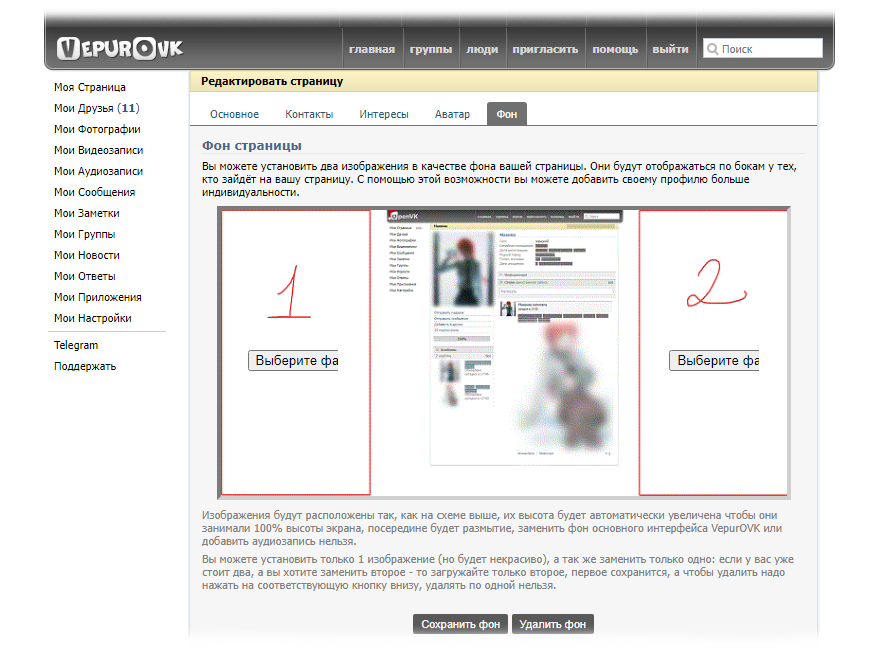 VEPUROVK
главная группы люди пригласить помощь выйти Поиск
Моя Страница
Мои Друзья (11)
Мои Фотографии
Мои Видеозаписи
Мои Аудиозаписи
Мои Сообщения
Мои Заметки
Мои Группы
Мои Новости
Мои Ответы
Мои Приложения
Мои Настройки
Telegram
Поддержать
Редактировать страницу
Основное Контакты Интересы Аватар Фон
Фон страницы
Вы можете установить два изображения в качестве фона вашей страницы. Они будут отображаться по бокам у тех,
кто зайдёт на вашу страницу. С помощью этой возможности вы можете добавить своему профилю больше
индивидуальности.
1
Выберите фа
OpenVK
2
Выберите фа
Изображения будут расположены так, как на схеме выше, их высота будет автоматически увеличена чтобы они
занимали 100% высоты экрана, посередине будет размытие, заменить фон основного интерфейса VepurOVK или
добавить аудиозапись нельзя.
Вы можете установить только 1 изображение (но будет некрасиво), а так же заменить только одно: если у вас уже
стоит два, а вы хотите заменить второе - то загружайте только второе, первое сохранится, а чтобы удалить надо
нажать на соответствующую кнопку внизу, удалять по одной нельзя.
Сохранить фон Удалить фон